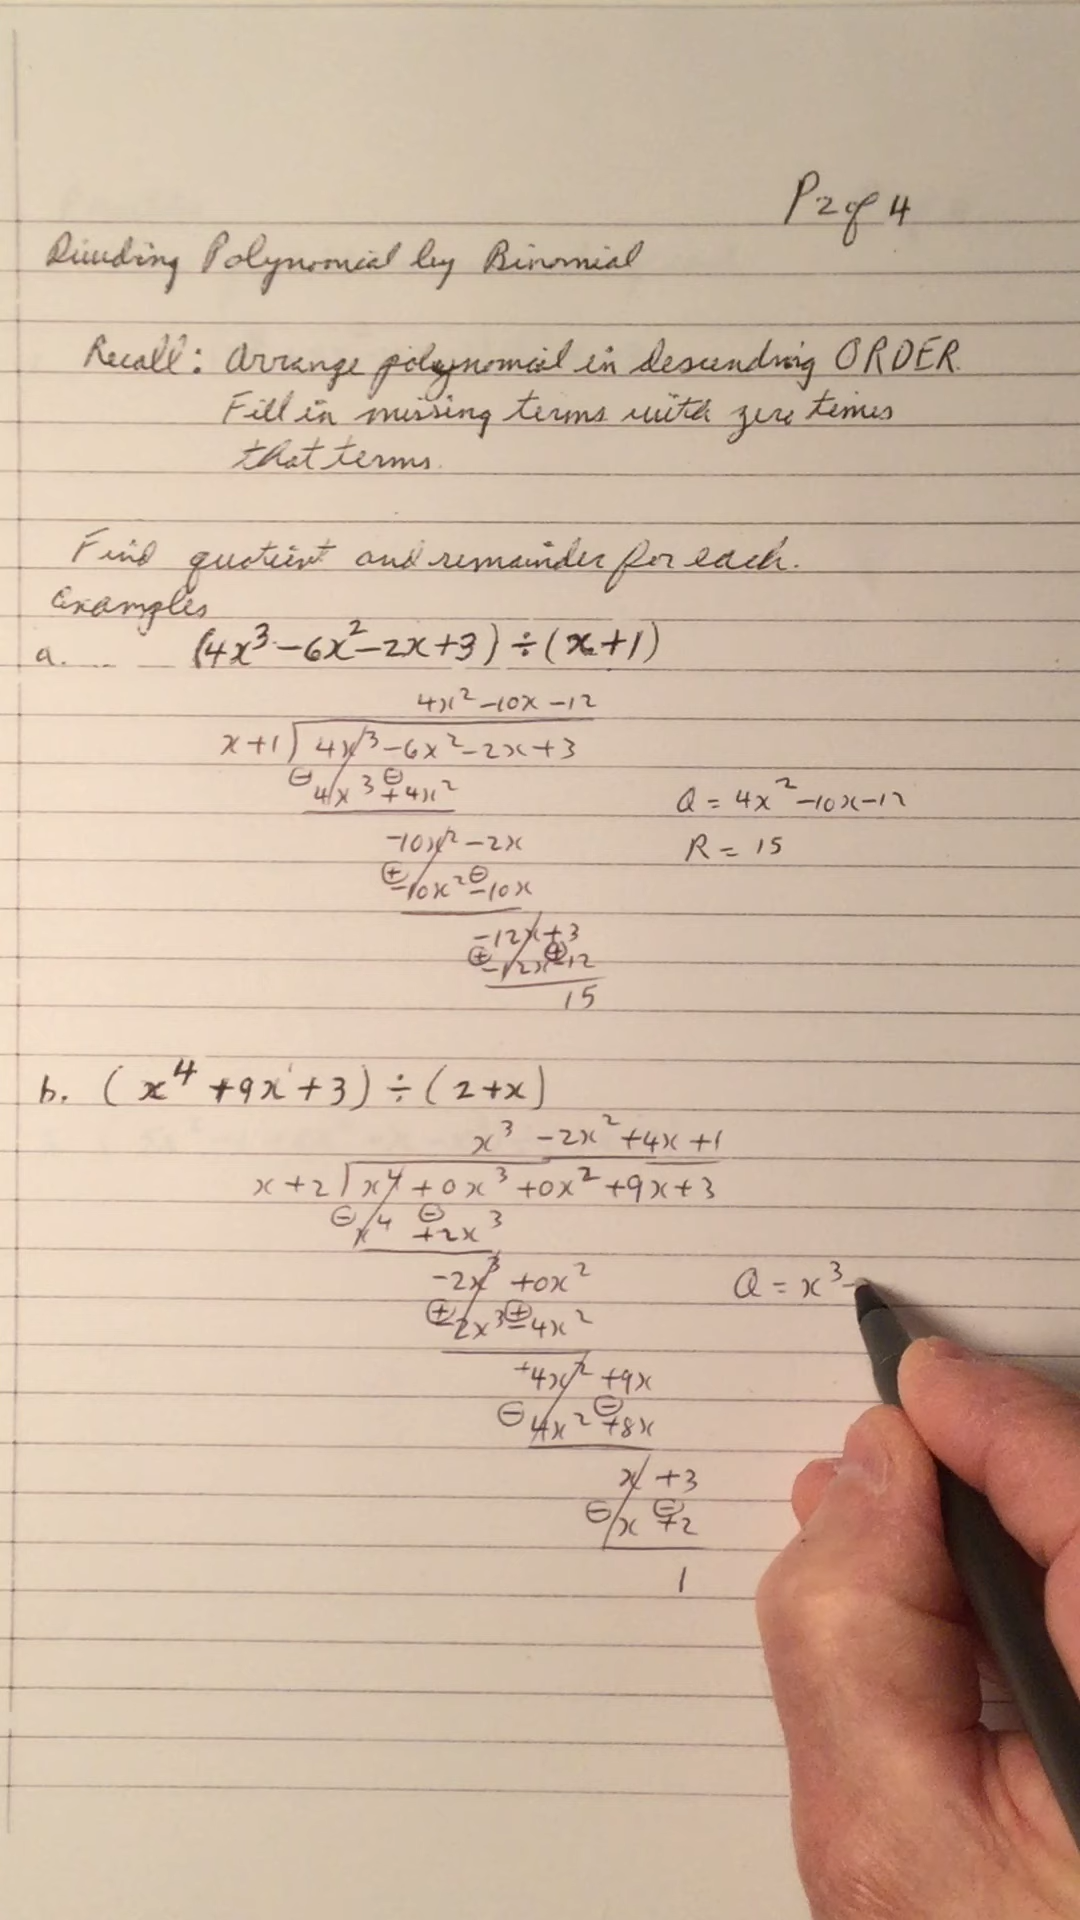 P2 of 4
Dividing Polynomial by Binomial
Recall: Arrange polynomial in descending ORDER.
Fill in missing terms with zero times
that terms.
Find quotient and remainder for each.
examples
a. (4x³-6x²-2x+3) ÷ (x+1)
4x²-10x-12
x+1) 4x³-6x²-2x+3
⊖ 4x³ ⊖ +4x²
-10x²-2x
⊕ -10x² ⊖ -10x
-12x+3
⊕ -12x ⊕ -12
15
Q = 4x²-10x-12
R = 15
b. (x⁴+9x+3) ÷ (2+x)
x³-2x²+4x+1
x+2) x⁴+0x³+0x²+9x+3
⊖ x⁴ ⊖ +2x³
-2x³+0x²
⊕ -2x³ ⊕ -4x²
+4x²+9x
⊖ 4x² ⊖ +8x
x+3
⊖ x ⊖ +2
1
Q = x³-